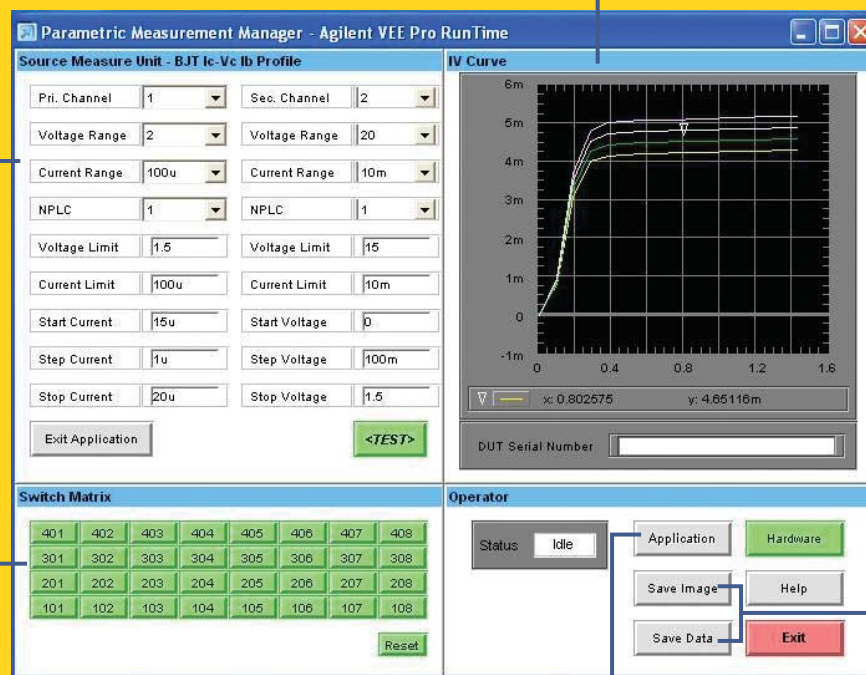 Parametric Measurement Manager - Agilent VEE Pro RunTime
Source Measure Unit - BJT Ic-Vc Ib Profile
Pri. Channel 1 Sec. Channel 2
Voltage Range 2 Voltage Range 20
Current Range 100u Current Range 10m
NPLC 1 NPLC 1
Voltage Limit 1.5 Voltage Limit 15
Current Limit 100u Current Limit 10m
Start Current 15u Start Voltage 0
Step Current 1u Step Voltage 100m
Stop Current 20u Stop Voltage 1.5
Exit Application <TEST>
IV Curve
6m
5m
4m
3m
2m
1m
0
-1m
0 0.4 0.8 1.2 1.6
x: 0.802575 y: 4.65116m
DUT Serial Number
Switch Matrix
401 402 403 404 405 406 407 408
301 302 303 304 305 306 307 308
201 202 203 204 205 206 207 208
101 102 103 104 105 106 107 108
Reset
Operator
Status Idle
Application Hardware
Save Image Help
Save Data Exit